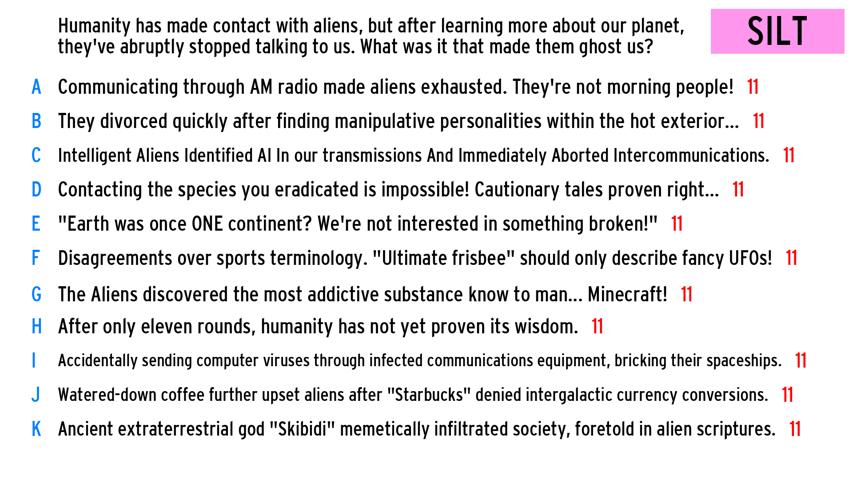 Humanity has made contact with aliens, but after learning more about our planet,
they've abruptly stopped talking to us. What was it that made them ghost us?
SILT
A Communicating through AM radio made aliens exhausted. They're not morning people! 11
B They divorced quickly after finding manipulative personalities within the hot exterior... 11
C Intelligent Aliens Identified AI In our transmissions And Immediately Aborted Intercommunications. 11
D Contacting the species you eradicated is impossible! Cautionary tales proven right... 11
E "Earth was once ONE continent? We're not interested in something broken!" 11
F Disagreements over sports terminology. "Ultimate frisbee" should only describe fancy UFOs! 11
G The Aliens discovered the most addictive substance know to man... Minecraft! 11
H After only eleven rounds, humanity has not yet proven its wisdom. 11
I Accidentally sending computer viruses through infected communications equipment, bricking their spaceships. 11
J Watered-down coffee further upset aliens after "Starbucks" denied intergalactic currency conversions. 11
K Ancient extraterrestrial god "Skibidi" memetically infiltrated society, foretold in alien scriptures. 11